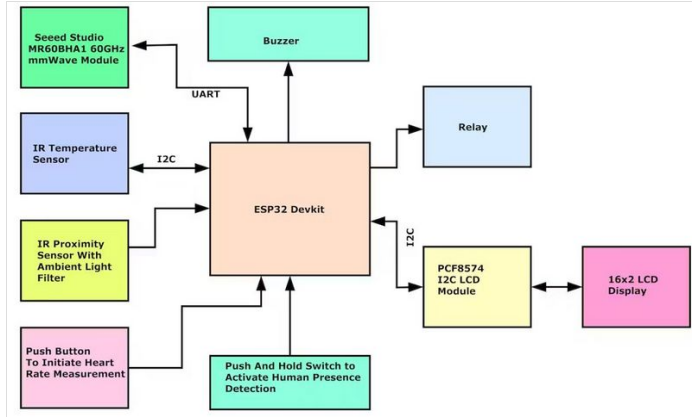 Seeed Studio
MR60BHA1 60GHz
mmWave Module
Buzzer
UART
Relay
IR Temperature
Sensor
I2C
ESP32 Devkit
IR Proximity
Sensor With
Ambient Light
Filter
I2C
PCF8574
I2C LCD
Module
16x2 LCD
Display
Push Button
To Initiate Heart
Rate Measurement
Push And Hold Switch to
Activate Human Presence
Detection